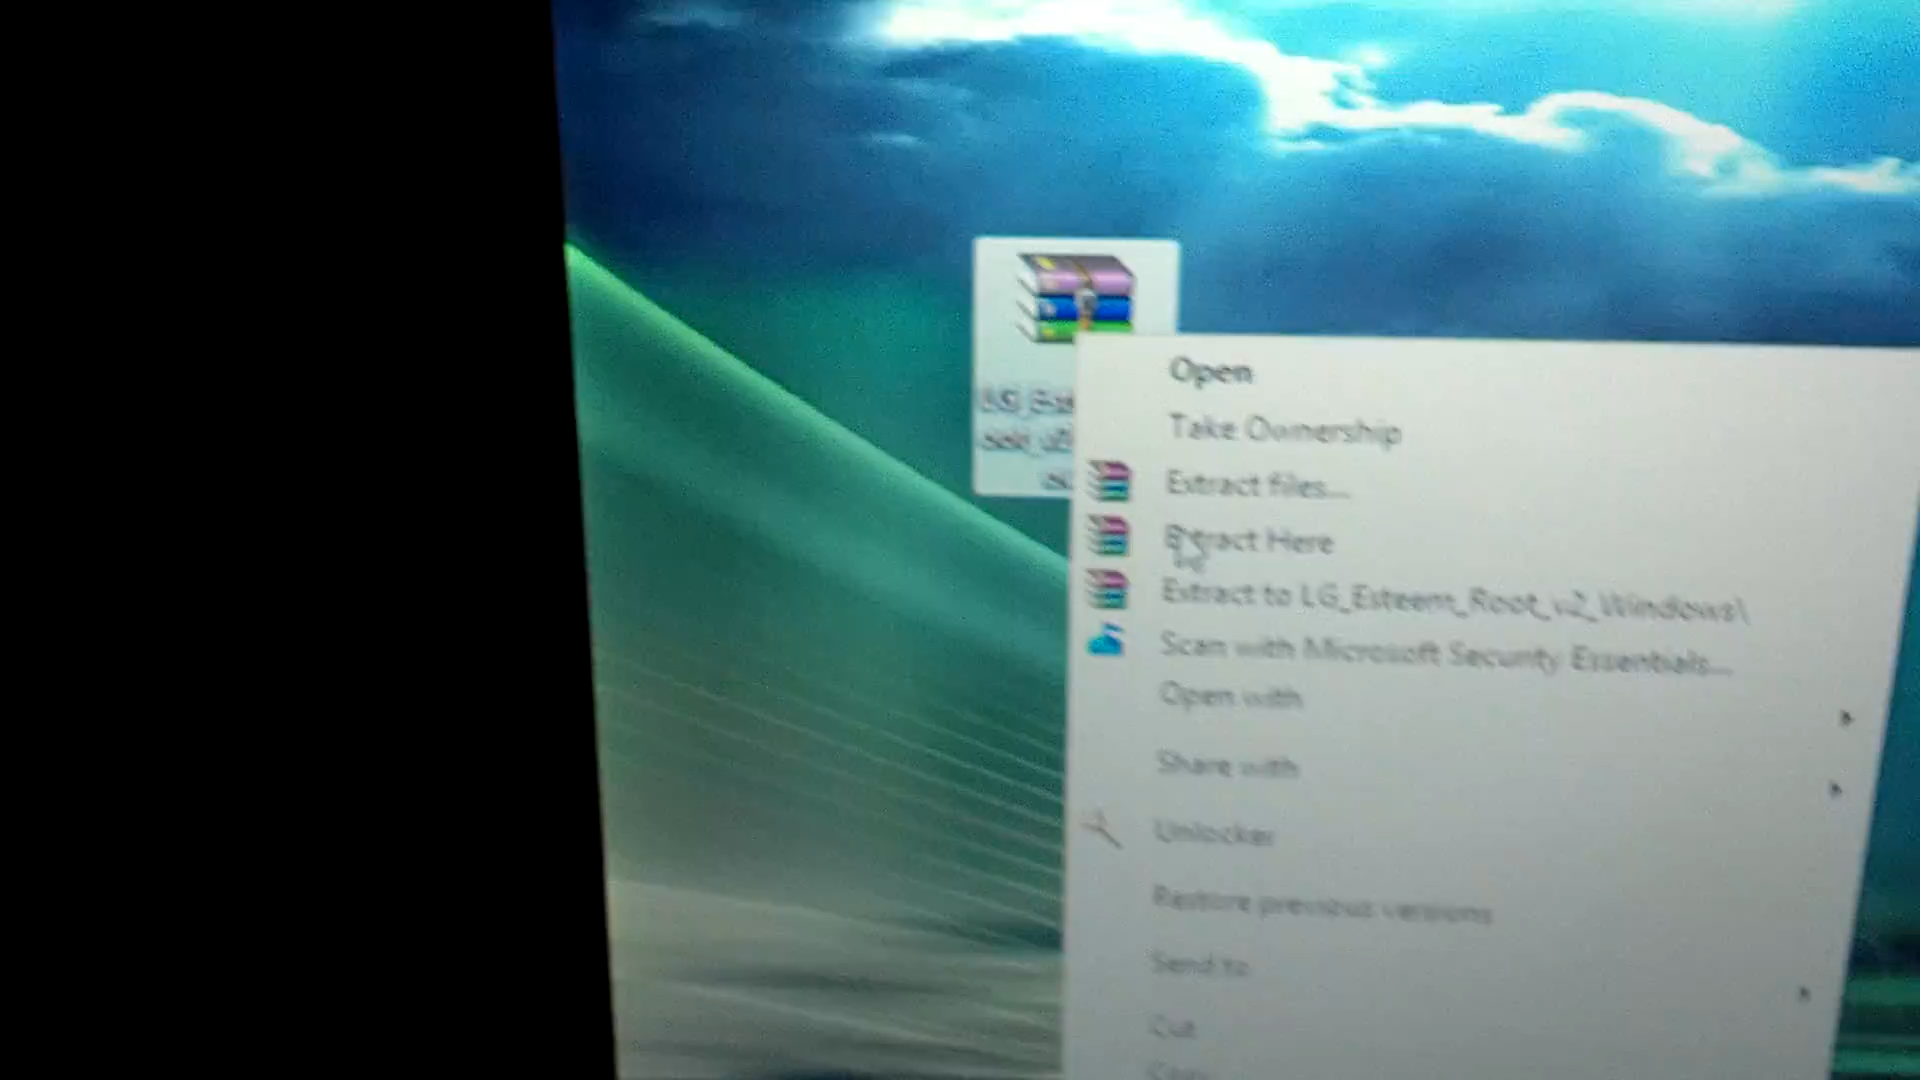 Open
Take Ownership
Extract files...
Extract Here
Extract to LG_Esteem_Root_v2_Windows\
Scan with Microsoft Security Essentials...
Open with
Share with
Unlocker
Restore previous versions
Send to
Cut